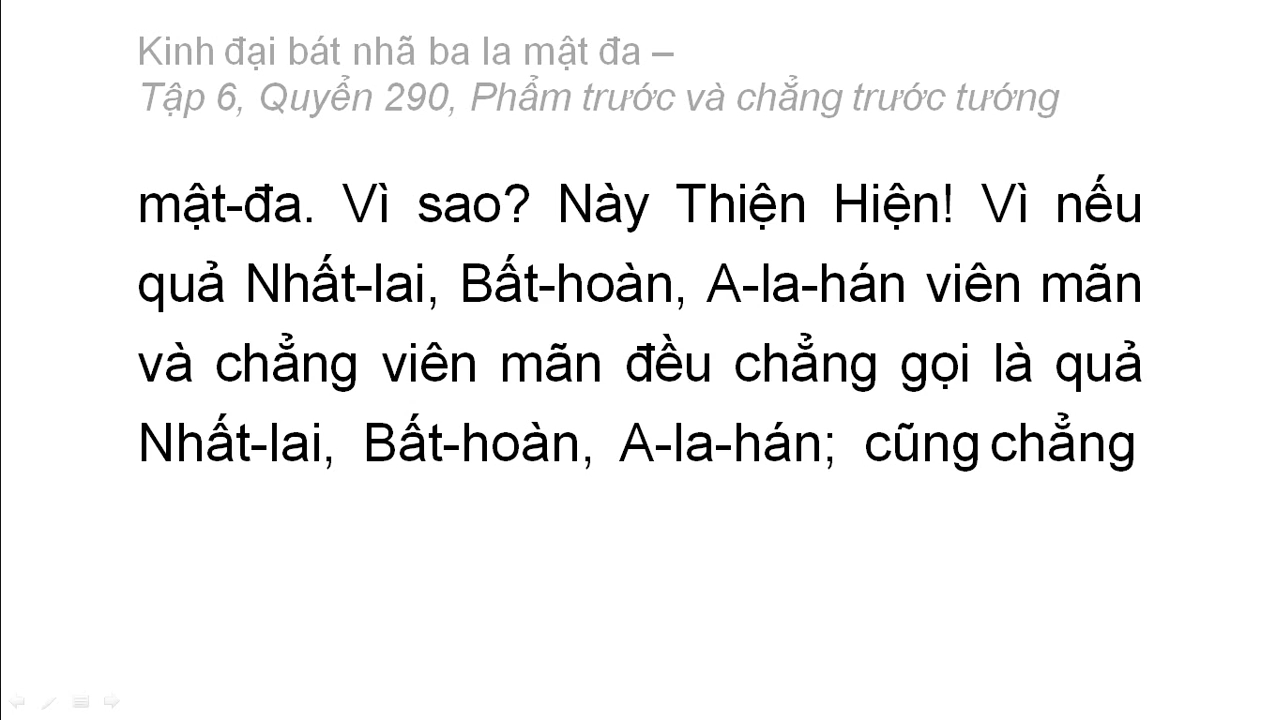 Kinh đại bát nhã ba la mật đa –
Tập 6, Quyển 290, Phẩm trước và chẳng trước tướng
mật-đa. Vì sao? Này Thiện Hiện! Vì nếu
quả Nhất-lai, Bất-hoàn, A-la-hán viên mãn
và chẳng viên mãn đều chẳng gọi là quả
Nhất-lai, Bất-hoàn, A-la-hán; cũng chẳng